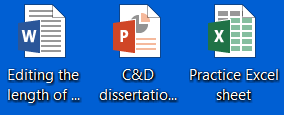 W P X
Editing the C&D Practice Excel
length of ... dissertatio... sheet